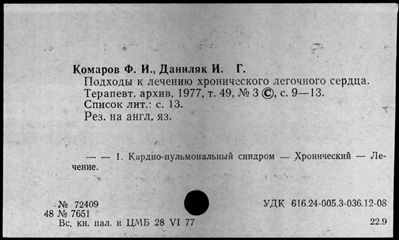 Комаров Ф. И., Даниляк И. Г.
Подходы к лечению хронического легочного сердца.
Терапевт. архив, 1977, т. 49, № 3 ©, с. 9—13.
Список лит.: с. 13.
Рез. на англ, яз.
— — 1. Кардио-пульмональный синдром — Хронический — Ле-
чение.
№ 72409 УДК 616.24-005.3-036.12-08
48 № 7651
Вс. кн. пал. и ЦМБ 28 VI 77 22.9